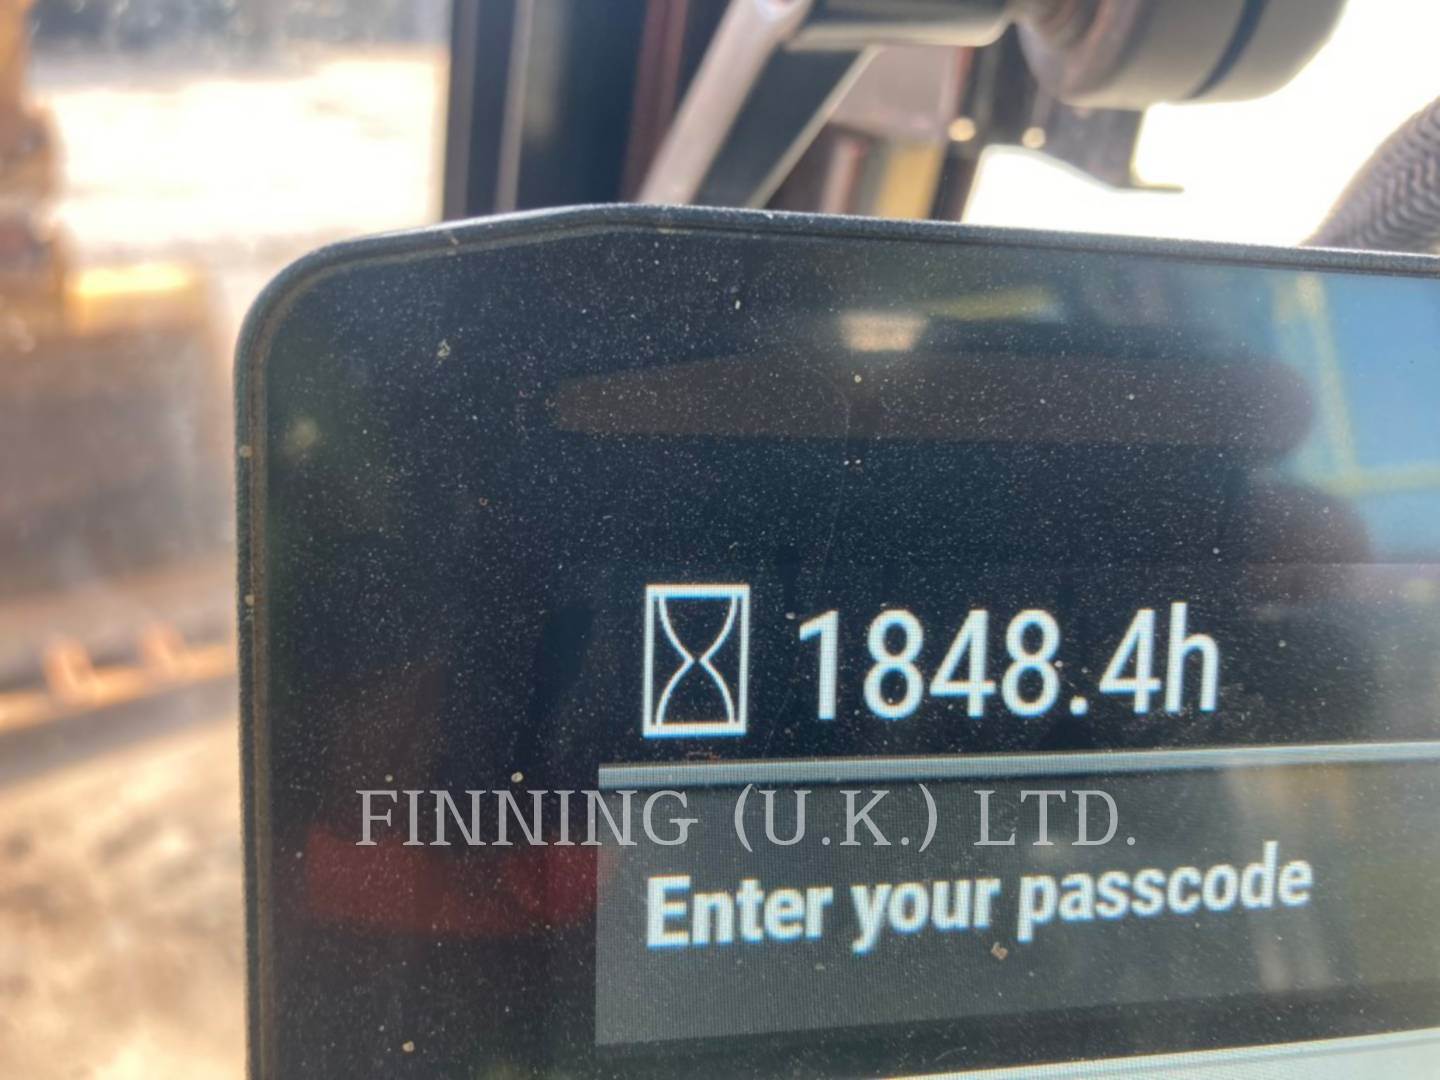 1848.4h
FINNING (U.K.) LTD.
Enter your passcode